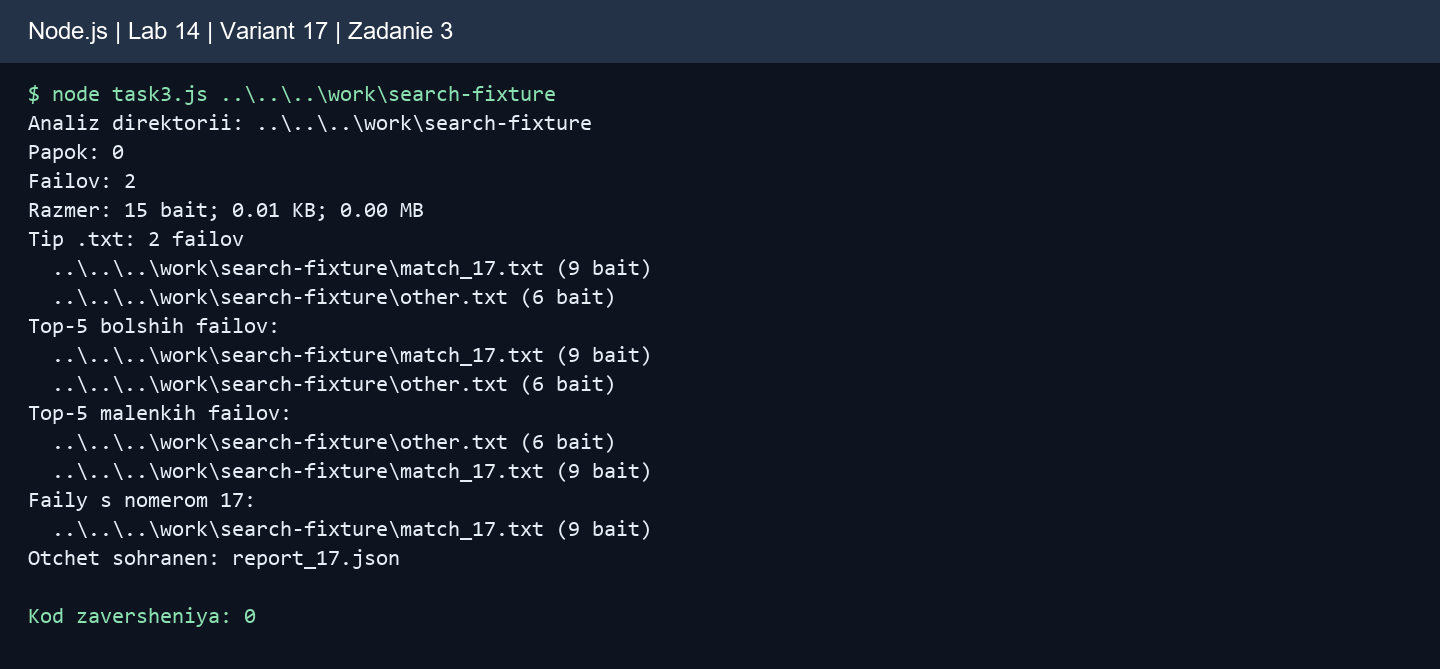 Node.js | Lab 14 | Variant 17 | Zadanie 3
$ node task3.js ..\..\..\work\search-fixture
Analiz direktorii: ..\..\..\work\search-fixture
Papok: 0
Failov: 2
Razmer: 15 bait; 0.01 KB; 0.00 MB
Tip .txt: 2 failov
  ..\..\..\work\search-fixture\match_17.txt (9 bait)
  ..\..\..\work\search-fixture\other.txt (6 bait)
Top-5 bolshih failov:
  ..\..\..\work\search-fixture\match_17.txt (9 bait)
  ..\..\..\work\search-fixture\other.txt (6 bait)
Top-5 malenkih failov:
  ..\..\..\work\search-fixture\other.txt (6 bait)
  ..\..\..\work\search-fixture\match_17.txt (9 bait)
Faily s nomerom 17:
  ..\..\..\work\search-fixture\match_17.txt (9 bait)
Otchet sohranen: report_17.json
Kod zaversheniya: 0